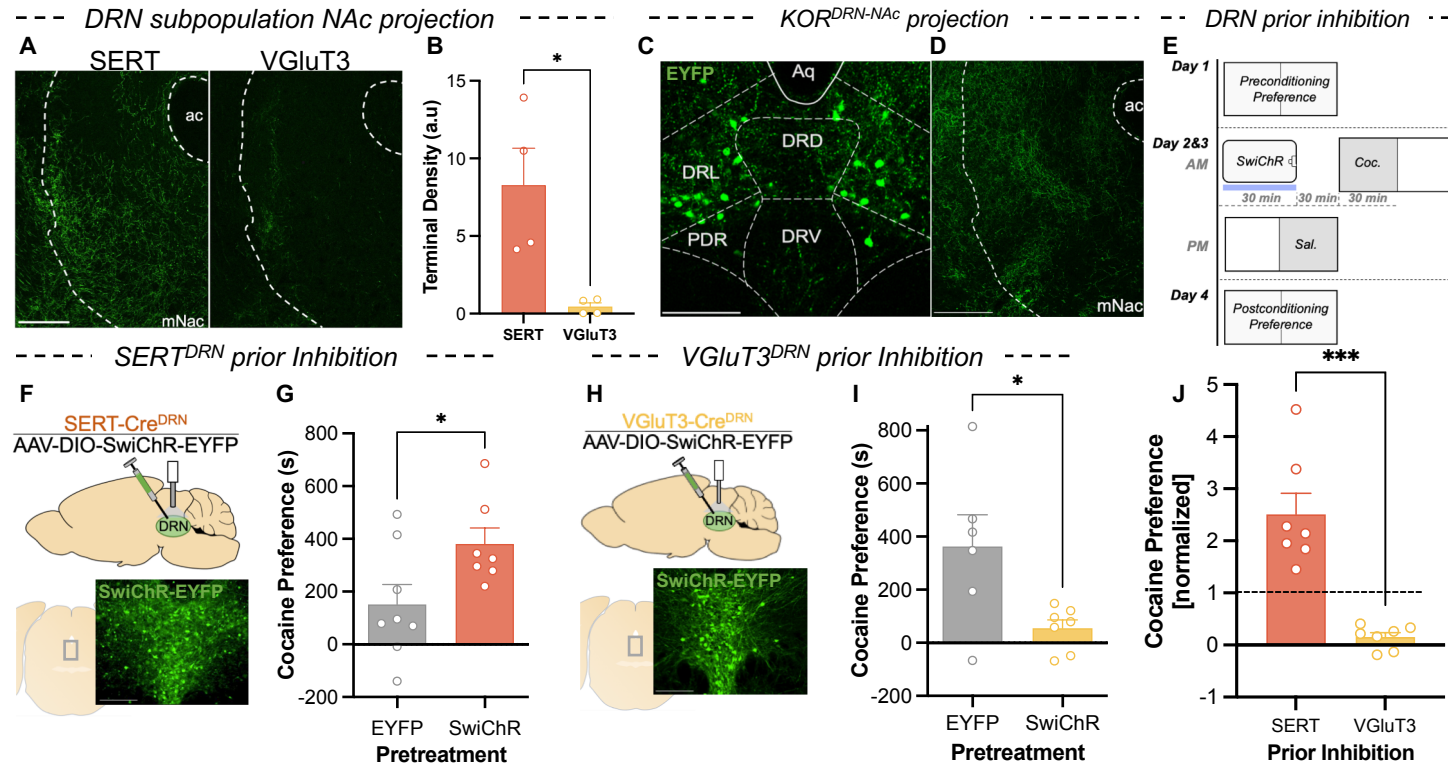 DRN subpopulation NAc projection
KOR^DRN-NAc projection
DRN prior inhibition
A
SERT
VGluT3
ac
mNac
B
*
Terminal Density (a.u)
15
10
5
0
SERT
VGluT3
C
EYFP
Aq
DRD
DRL
PDR
DRV
D
ac
mNac
E
Day 1
Preconditioning
Preference
Day 2&3
AM
SwiChR
Coc.
30 min
30 min
30 min
PM
Sal.
Day 4
Postconditioning
Preference
SERT^DRN prior Inhibition
VGluT3^DRN prior Inhibition
F
SERT-Cre^DRN
AAV-DIO-SwiChR-EYFP
DRN
SwiChR-EYFP
G
*
Cocaine Preference (s)
800
600
400
200
0
-200
EYFP
SwiChR
Pretreatment
H
VGluT3-Cre^DRN
AAV-DIO-SwiChR-EYFP
DRN
SwiChR-EYFP
I
*
Cocaine Preference (s)
800
600
400
200
0
-200
EYFP
SwiChR
Pretreatment
J
***
Cocaine Preference
[normalized]
5
4
3
2
1
0
-1
SERT
VGluT3
Prior Inhibition